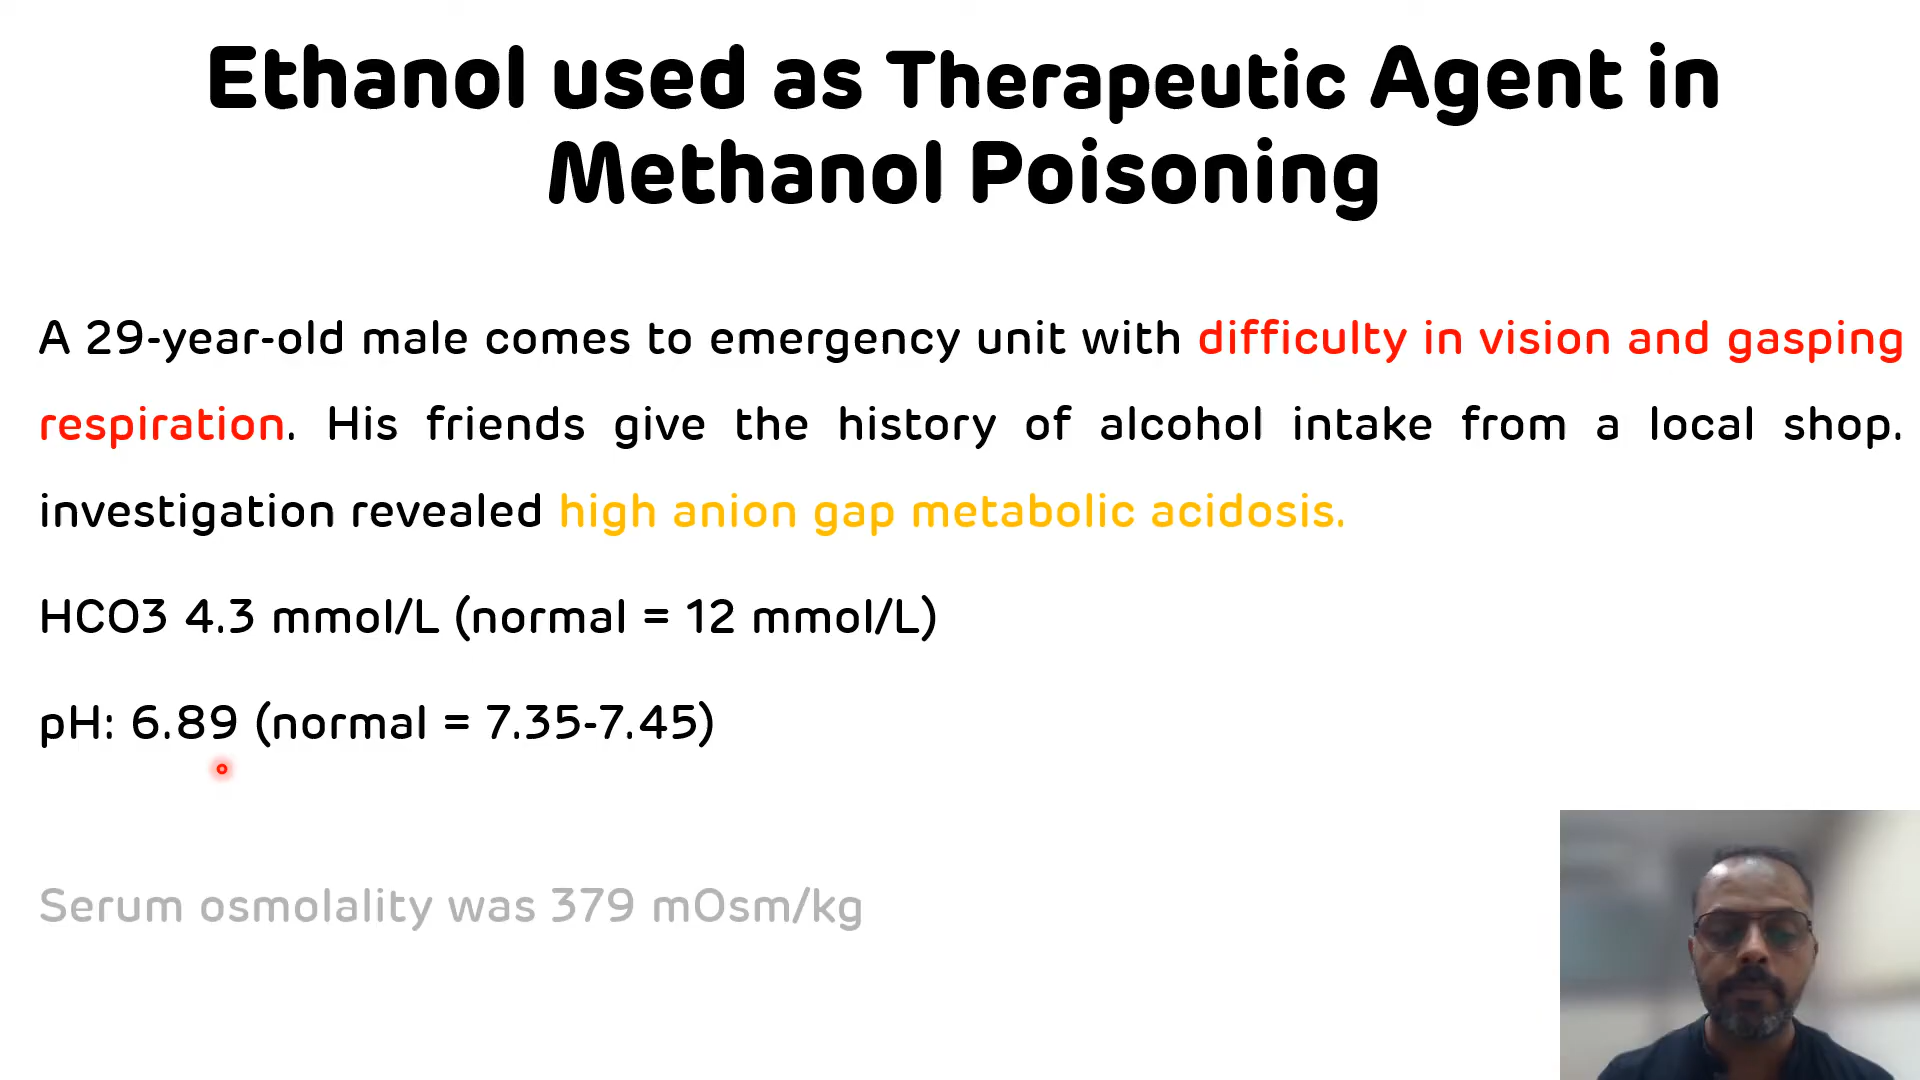 Ethanol used as Therapeutic Agent in
Methanol Poisoning
A 29-year-old male comes to emergency unit with difficulty in vision and gasping
respiration. His friends give the history of alcohol intake from a local shop.
investigation revealed high anion gap metabolic acidosis.
HCO3 4.3 mmol/L (normal = 12 mmol/L)
pH: 6.89 (normal = 7.35-7.45)
Serum osmolality was 379 mOsm/kg